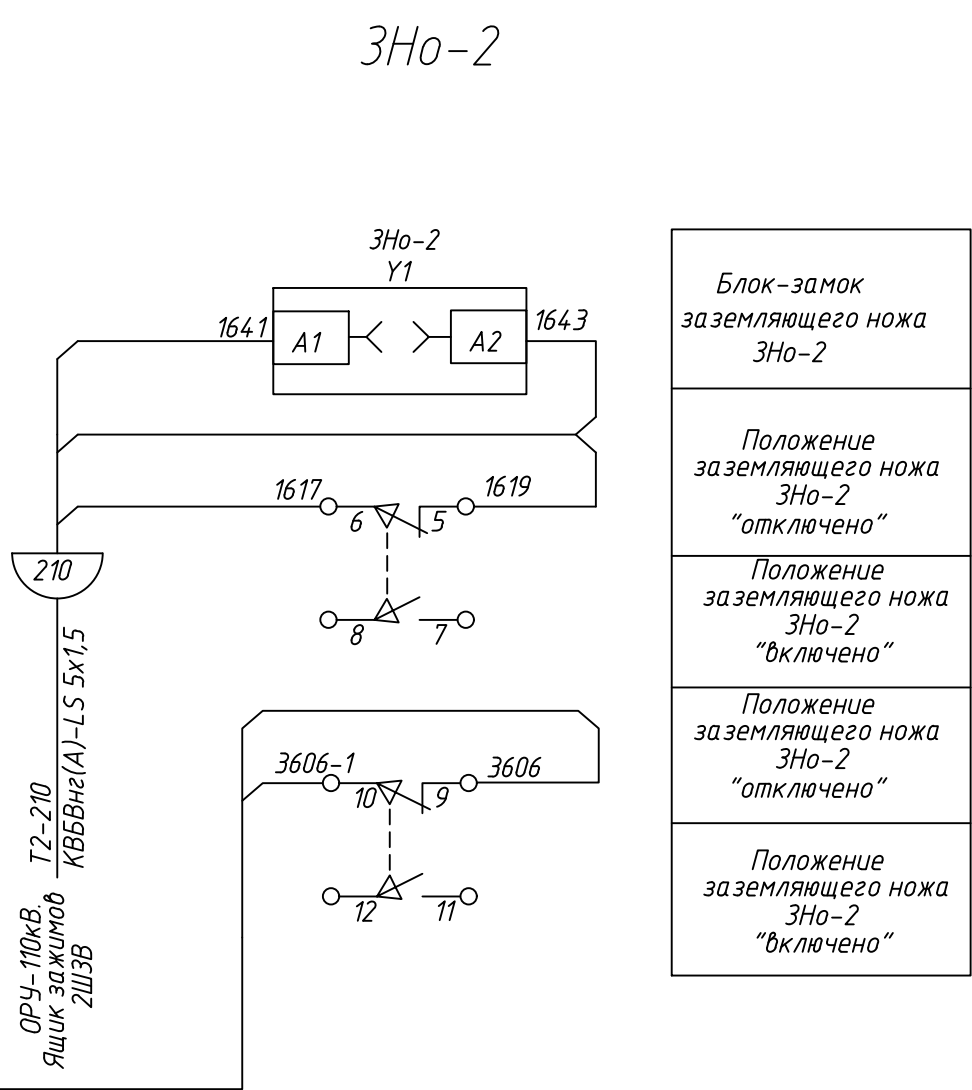 ЗНо-2
ЗНо-2
Y1
1641
A1
A2
1643
1617
6
5
1619
210
8
7
3606-1
10
9
3606
12
11
Т2-210
КВБВнг(А)-LS 5x1,5
ОРУ-110кВ.
Ящик зажимов
2ШЗВ
Блок-замок
заземляющего ножа
ЗНо-2
Положение
заземляющего ножа
ЗНо-2
"отключено"
Положение
заземляющего ножа
ЗНо-2
"включено"
Положение
заземляющего ножа
ЗНо-2
"отключено"
Положение
заземляющего ножа
ЗНо-2
"включено"